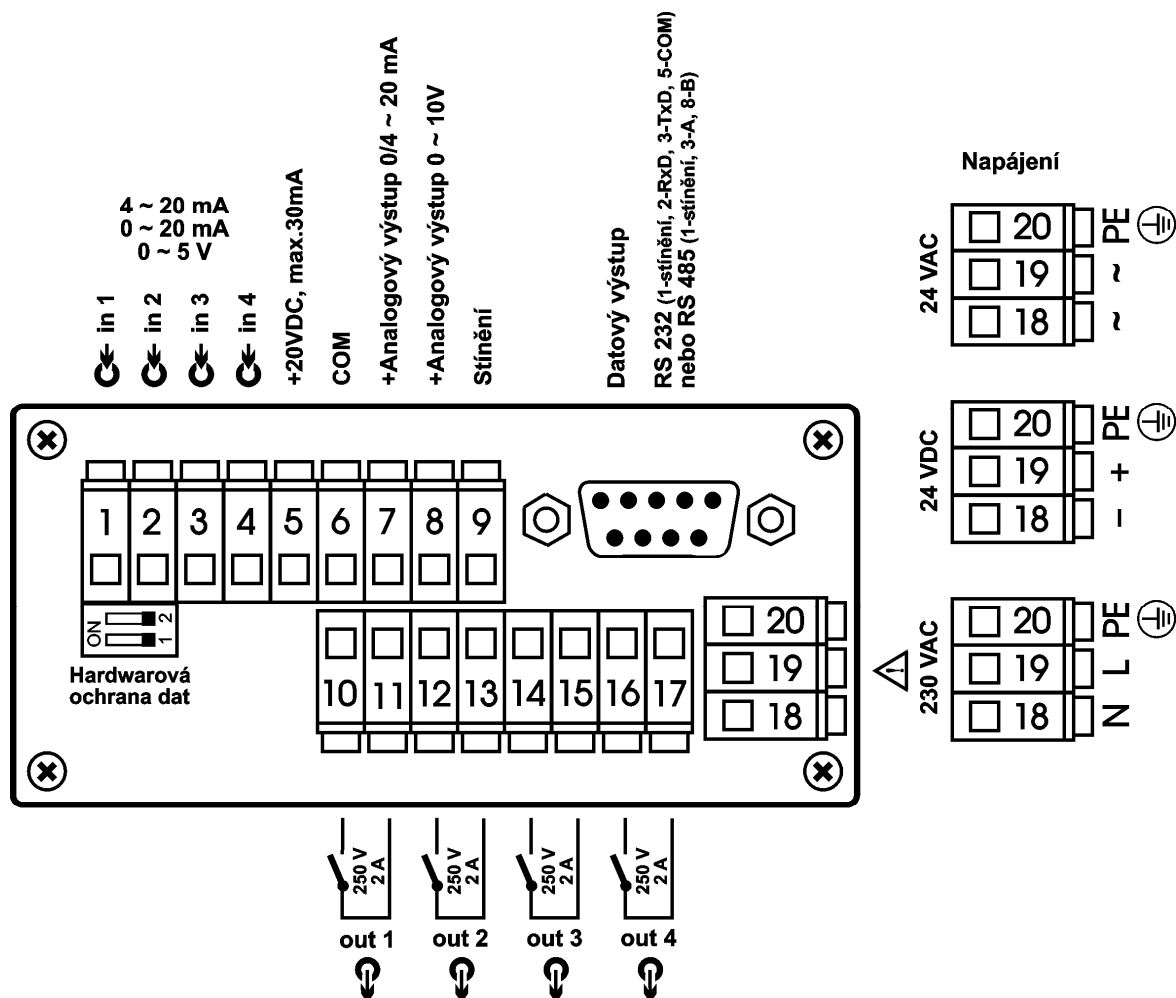 4 ~ 20 mA
0 ~ 20 mA
0 ~ 5 V
in 1
in 2
in 3
in 4
+20VDC, max.30mA
COM
+Analogový výstup 0/4 ~ 20 mA
+Analogový výstup 0 ~ 10V
Stínění
Datový výstup
RS 232 (1-stínění, 2-RxD, 3-TxD, 5-COM)
nebo RS 485 (1-stínění, 3-A, 8-B)
1 2 3 4 5 6 7 8 9
ON
2
1
Hardwarová
ochrana dat
10 11 12 13 14 15 16 17
20
19
18
250 V
2 A
250 V
2 A
250 V
2 A
250 V
2 A
out 1
out 2
out 3
out 4
Napájení
24 VAC
20 PE
19 ~
18 ~
24 VDC
20 PE
19 +
18 –
230 VAC
20 PE
19 L
18 N